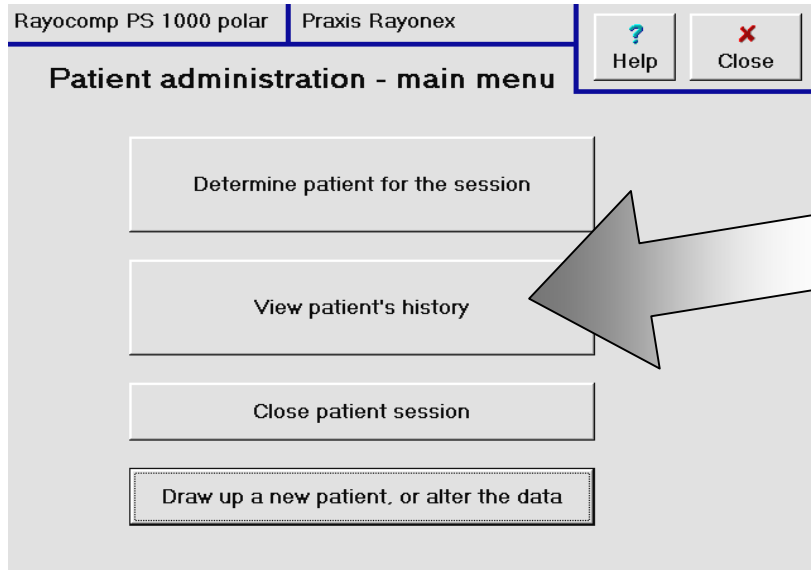 Rayocomp PS 1000 polar
Praxis Rayonex
?
Help
Close
Patient administration - main menu
Determine patient for the session
View patient's history
Close patient session
Draw up a new patient, or alter the data